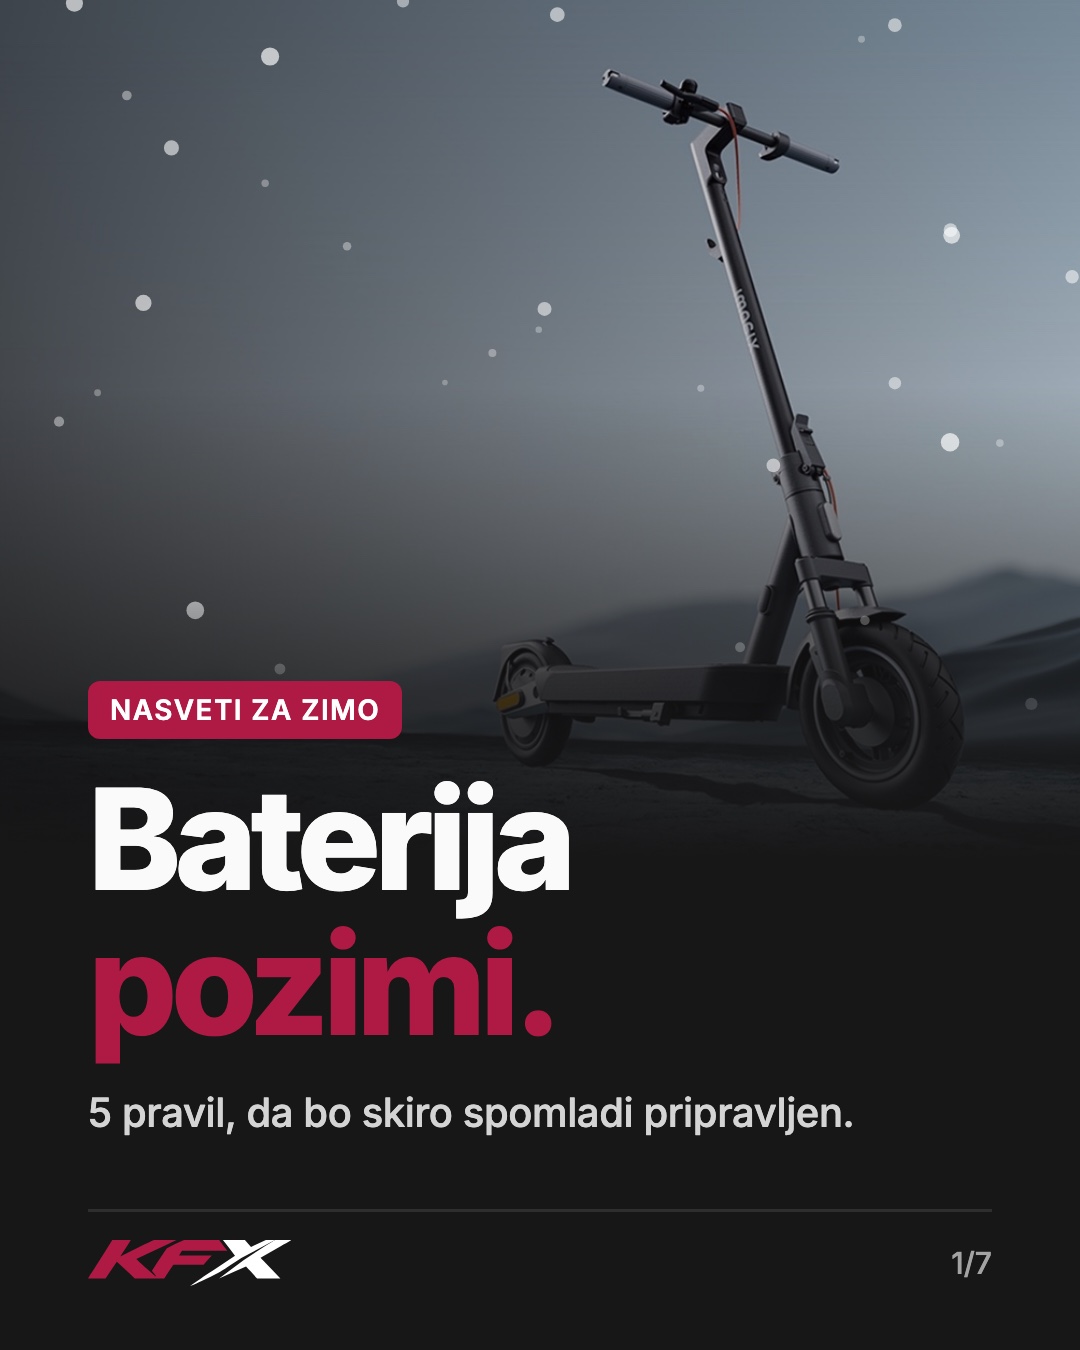 NASVETI ZA ZIMO
Baterija
pozimi.
5 pravil, da bo skiro spomladi pripravljen.
KFX
1/7